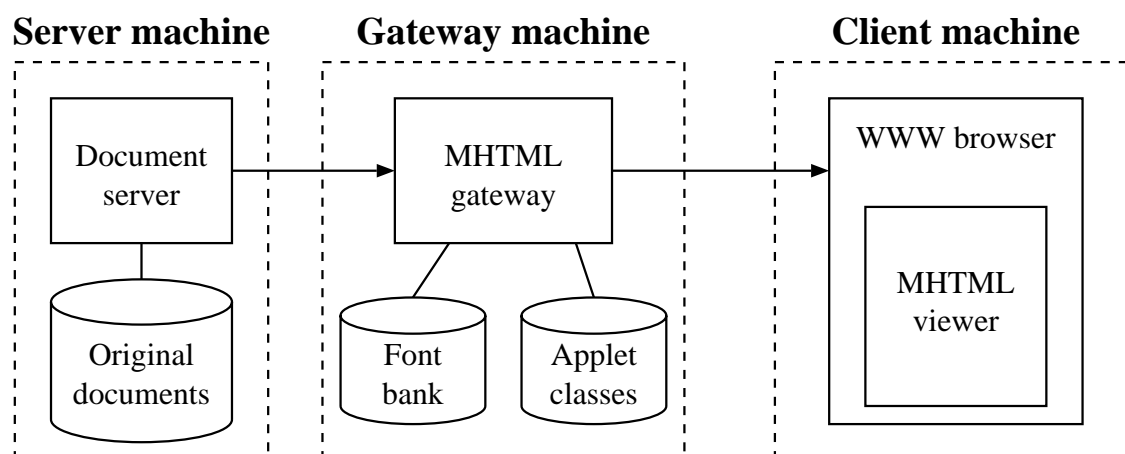 Server machine
Gateway machine
Client machine
Document
server
MHTML
gateway
WWW browser
MHTML
viewer
Original
documents
Font
bank
Applet
classes